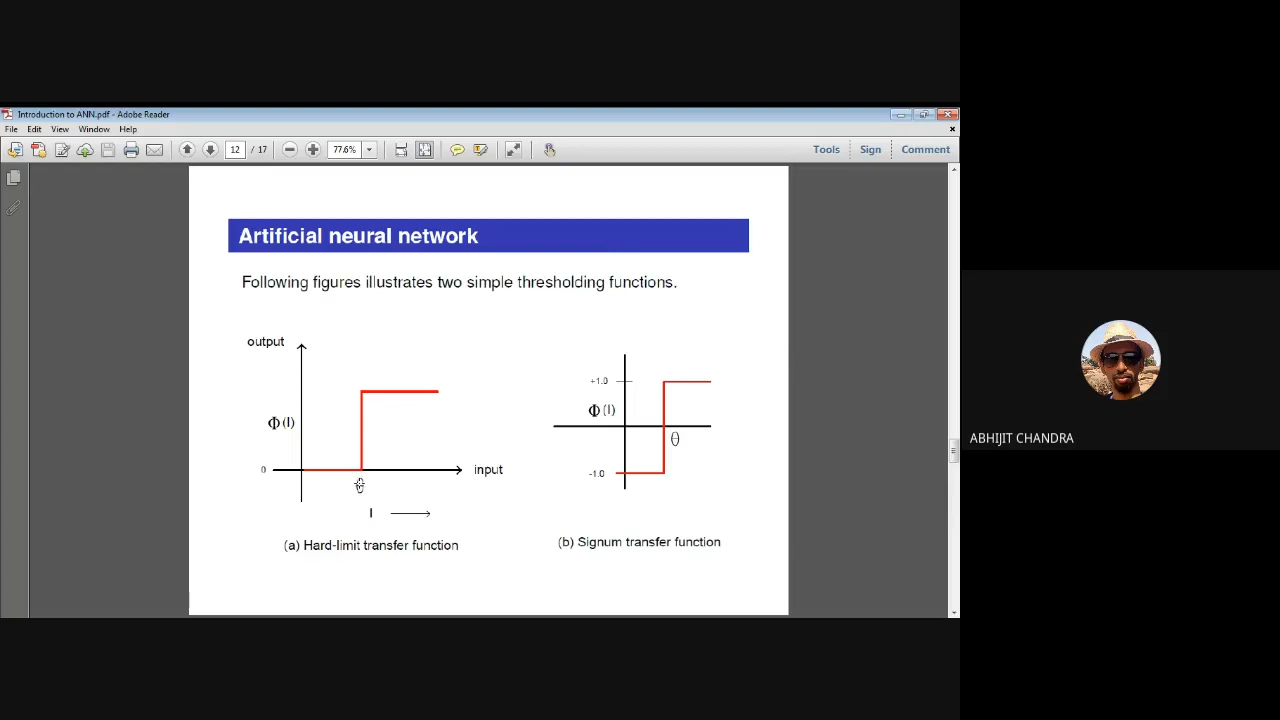 Introduction to ANN.pdf - Adobe Reader
File Edit View Window Help
12 / 17 77.6% Tools Sign Comment
Artificial neural network
Following figures illustrates two simple thresholding functions.
output
Φ (I)
0
input
I
(a) Hard-limit transfer function
+1.0
Φ (I)
θ
-1.0
(b) Signum transfer function
ABHIJIT CHANDRA